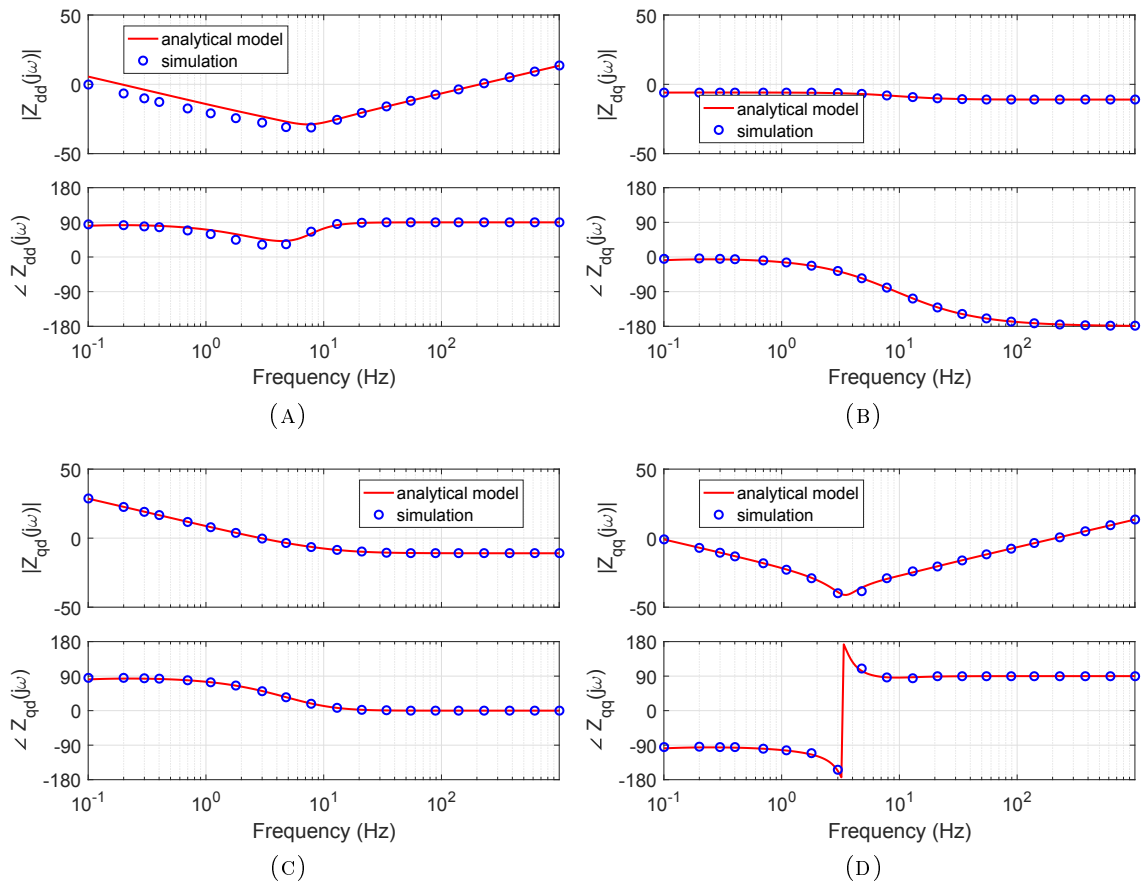 50
0
-50
|Z_dd(jω)|
analytical model
simulation
180
90
0
-90
-180
∠ Z_dd(jω)
10^-1 10^0 10^1 10^2
Frequency (Hz)
(A)
50
0
-50
|Z_dq(jω)|
analytical model
simulation
180
90
0
-90
-180
∠ Z_dq(jω)
10^-1 10^0 10^1 10^2
Frequency (Hz)
(B)
50
0
-50
|Z_qd(jω)|
analytical model
simulation
180
90
0
-90
-180
∠ Z_qd(jω)
10^-1 10^0 10^1 10^2
Frequency (Hz)
(C)
50
0
-50
|Z_qq(jω)|
analytical model
simulation
180
90
0
-90
-180
∠ Z_qq(jω)
10^-1 10^0 10^1 10^2
Frequency (Hz)
(D)